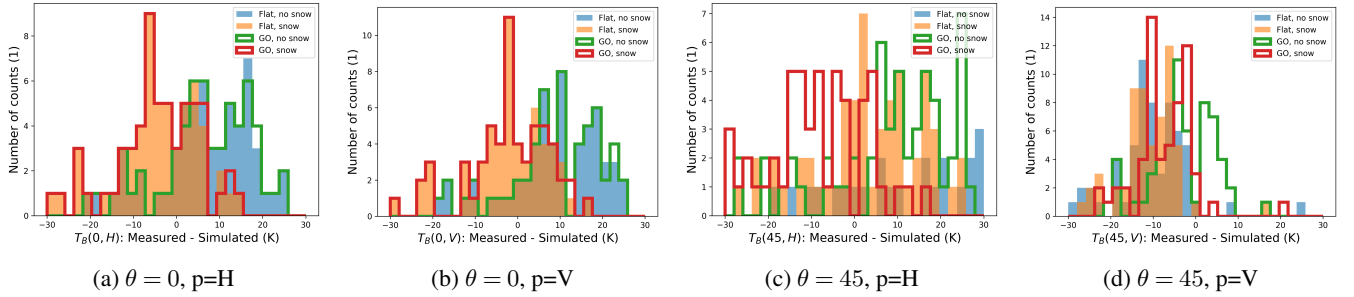 Number of counts (1)
8
6
4
2
0
Flat, no snow
Flat, snow
GO, no snow
GO, snow
−30 −20 −10 0 10 20 30
T_B(0, H): Measured - Simulated (K)
(a) θ = 0, p=H
Number of counts (1)
10
8
6
4
2
0
Flat, no snow
Flat, snow
GO, no snow
GO, snow
−30 −20 −10 0 10 20 30
T_B(0, V): Measured - Simulated (K)
(b) θ = 0, p=V
Number of counts (1)
7
6
5
4
3
2
1
0
Flat, no snow
Flat, snow
GO, no snow
GO, snow
−30 −20 −10 0 10 20 30
T_B(45, H): Measured - Simulated (K)
(c) θ = 45, p=H
Number of counts (1)
14
12
10
8
6
4
2
0
Flat, no snow
Flat, snow
GO, no snow
GO, snow
−30 −20 −10 0 10 20 30
T_B(45, V): Measured - Simulated (K)
(d) θ = 45, p=V